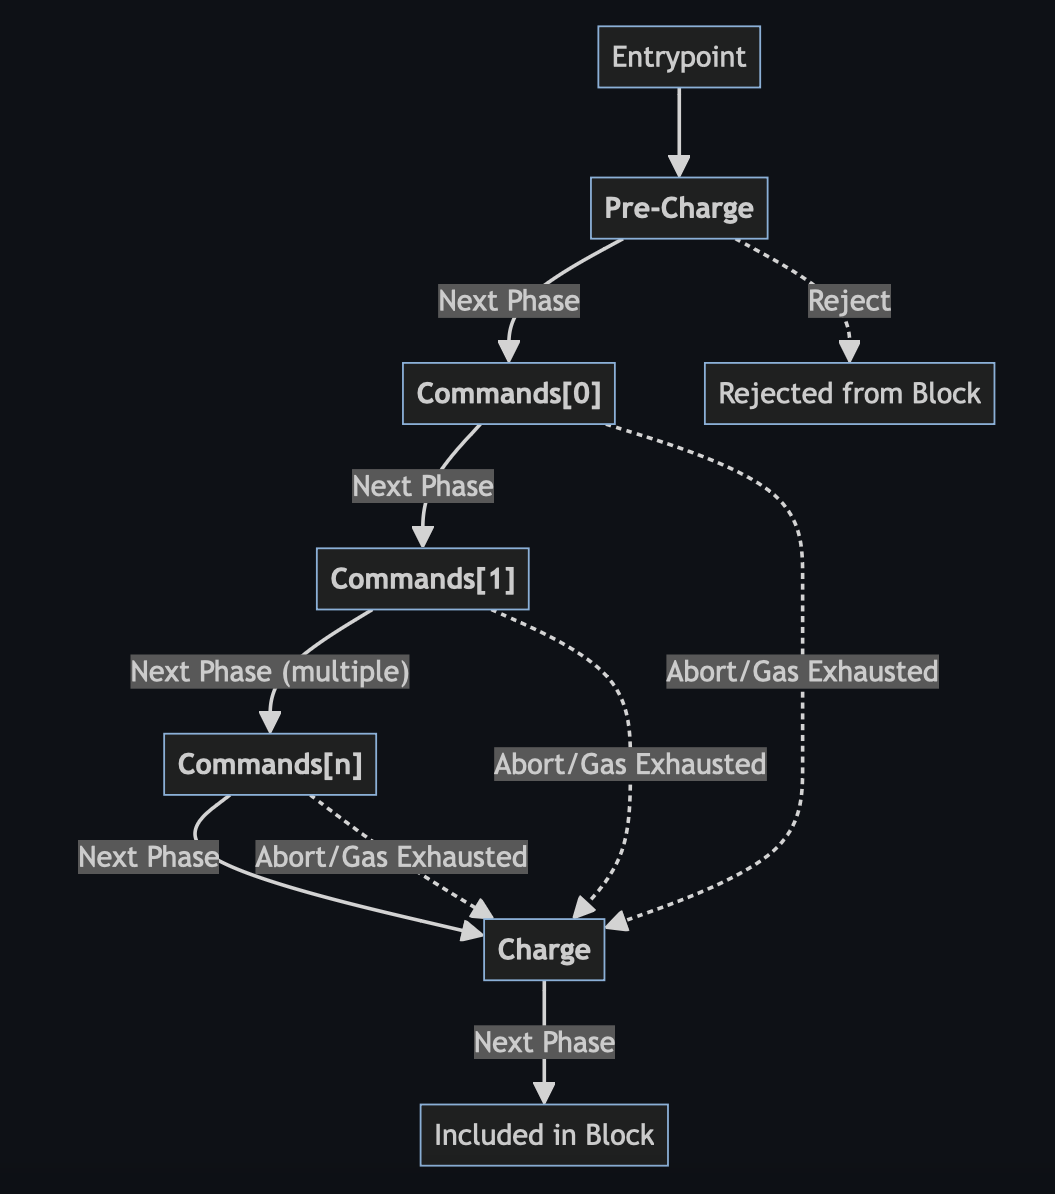 Entrypoint
Pre-Charge
Next Phase
Reject
Commands[0]
Rejected from Block
Next Phase
Commands[1]
Next Phase (multiple)
Abort/Gas Exhausted
Commands[n]
Abort/Gas Exhausted
Next Phase
Abort/Gas Exhausted
Charge
Next Phase
Included in Block